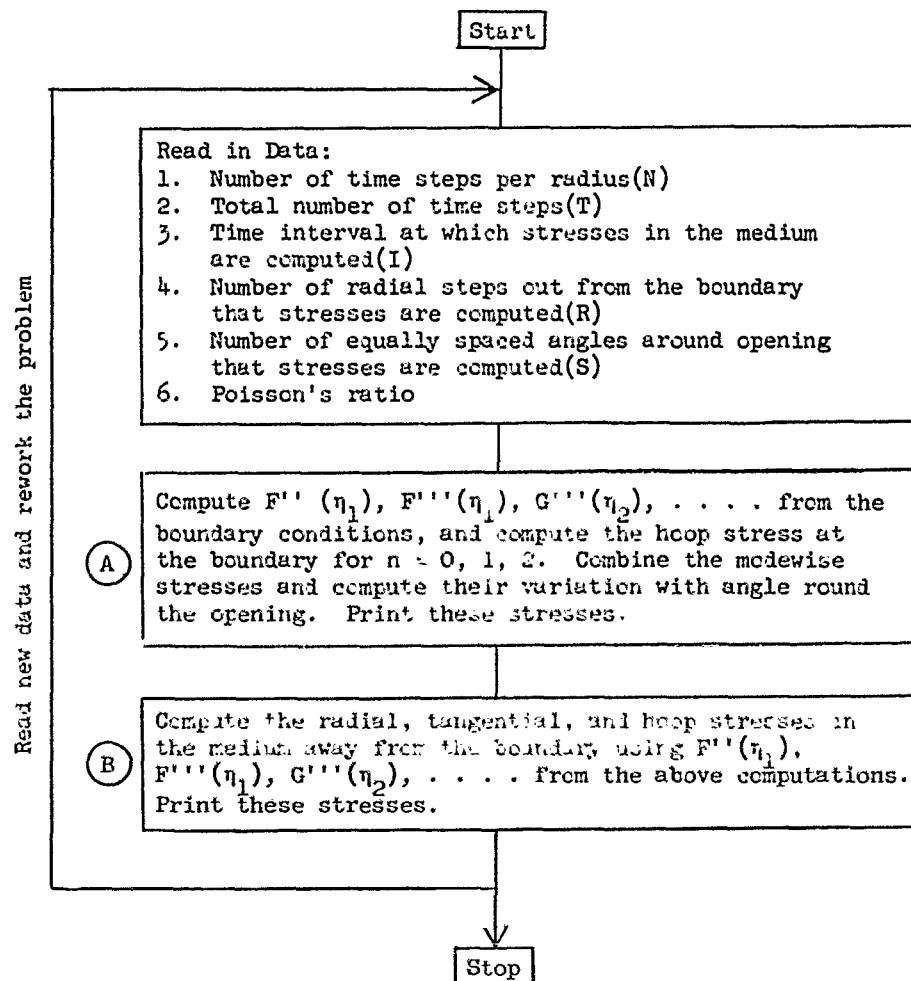 Start
Read new data and rework the problem
Read in Data:
1. Number of time steps per radius(N)
2. Total number of time steps(T)
3. Time interval at which stresses in the medium
are computed(I)
4. Number of radial steps out from the boundary
that stresses are computed(R)
5. Number of equally spaced angles around opening
that stresses are computed(S)
6. Poisson's ratio
A
Compute F'' (η₁), F'''(η₁), G'''(η₂), . . . . from the
boundary conditions, and compute the hoop stress at
the boundary for n = 0, 1, 2. Combine the modewise
stresses and compute their variation with angle round
the opening. Print these stresses.
B
Compute the radial, tangential, and hoop stresses in
the medium away from the boundary using F''(η₁),
F'''(η₁), G'''(η₂), . . . . . from the above computations.
Print these stresses.
Stop